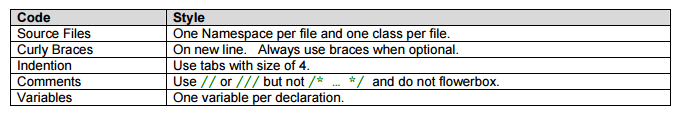 Code Style
Source Files One Namespace per file and one class per file.
Curly Braces On new line. Always use braces when optional.
Indention Use tabs with size of 4.
Comments Use // or /// but not /* … */ and do not flowerbox.
Variables One variable per declaration.